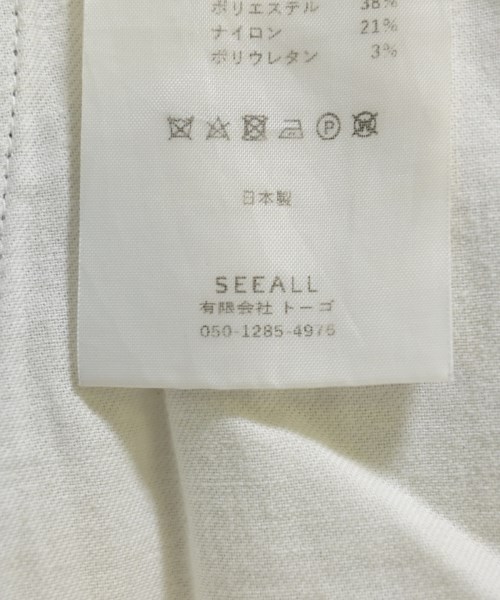 ポリエステル 38%
ナイロン 21%
ポリウレタン 3%
P W
日本製
SEEALL
有限会社 トーゴ
050-1285-4976